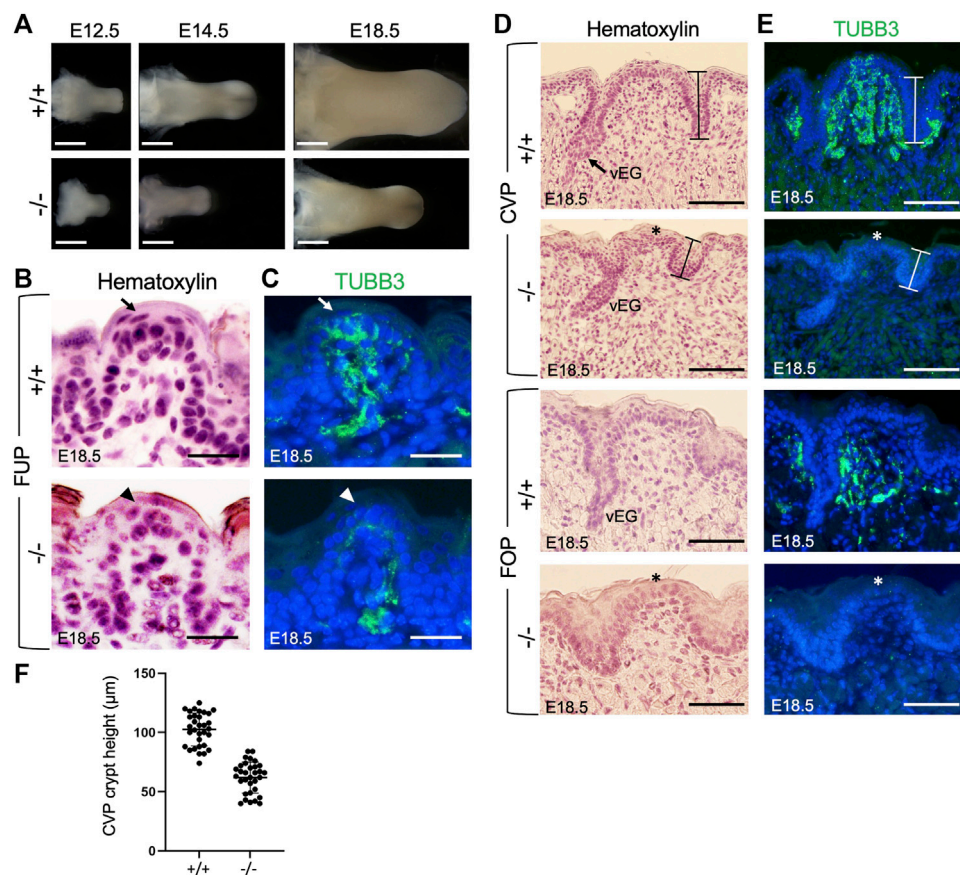 A
E12.5 E14.5 E18.5
+/+
-/-
B Hematoxylin
C TUBB3
FUP
+/+
E18.5 E18.5
-/-
E18.5 E18.5
D Hematoxylin
E TUBB3
CVP
+/+
vEG
E18.5 E18.5
*
*
-/-
vEG
E18.5 E18.5
FOP
+/+
vEG
E18.5 E18.5
*
*
-/-
E18.5 E18.5
F
CVP crypt height (μm)
150
100
50
0
+/+ -/-